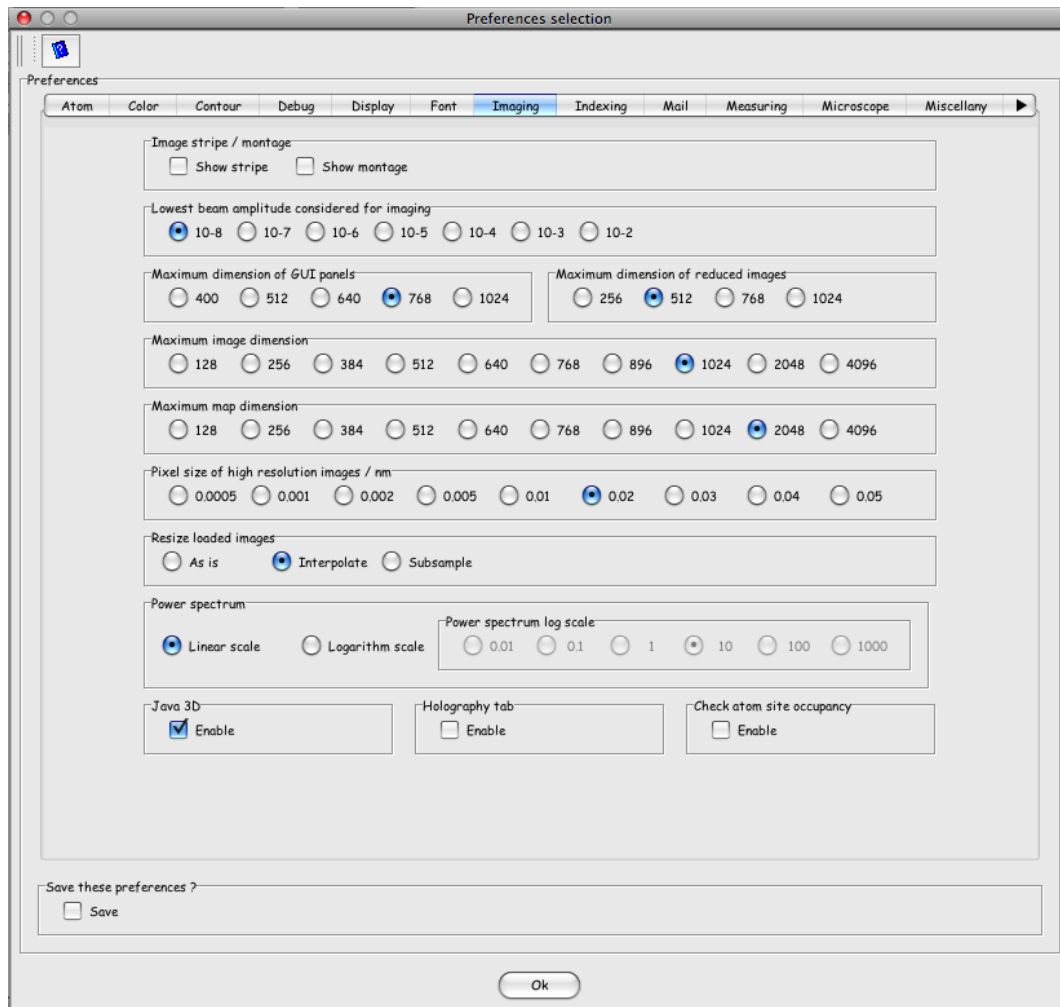 Preferences selection
Preferences
Atom Color Contour Debug Display Font Imaging Indexing Mail Measuring Microscope Miscellany
Image stripe / montage
Show stripe Show montage
Lowest beam amplitude considered for imaging
10-8 10-7 10-6 10-5 10-4 10-3 10-2
Maximum dimension of GUI panels Maximum dimension of reduced images
400 512 640 768 1024 256 512 768 1024
Maximum image dimension
128 256 384 512 640 768 896 1024 2048 4096
Maximum map dimension
128 256 384 512 640 768 896 1024 2048 4096
Pixel size of high resolution images / nm
0.0005 0.001 0.002 0.005 0.01 0.02 0.03 0.04 0.05
Resize loaded images
As is Interpolate Subsample
Power spectrum
Power spectrum log scale
Linear scale Logarithm scale 0.01 0.1 1 10 100 1000
Java 3D Holography tab Check atom site occupancy
Enable Enable Enable
Save these preferences ?
Save
Ok